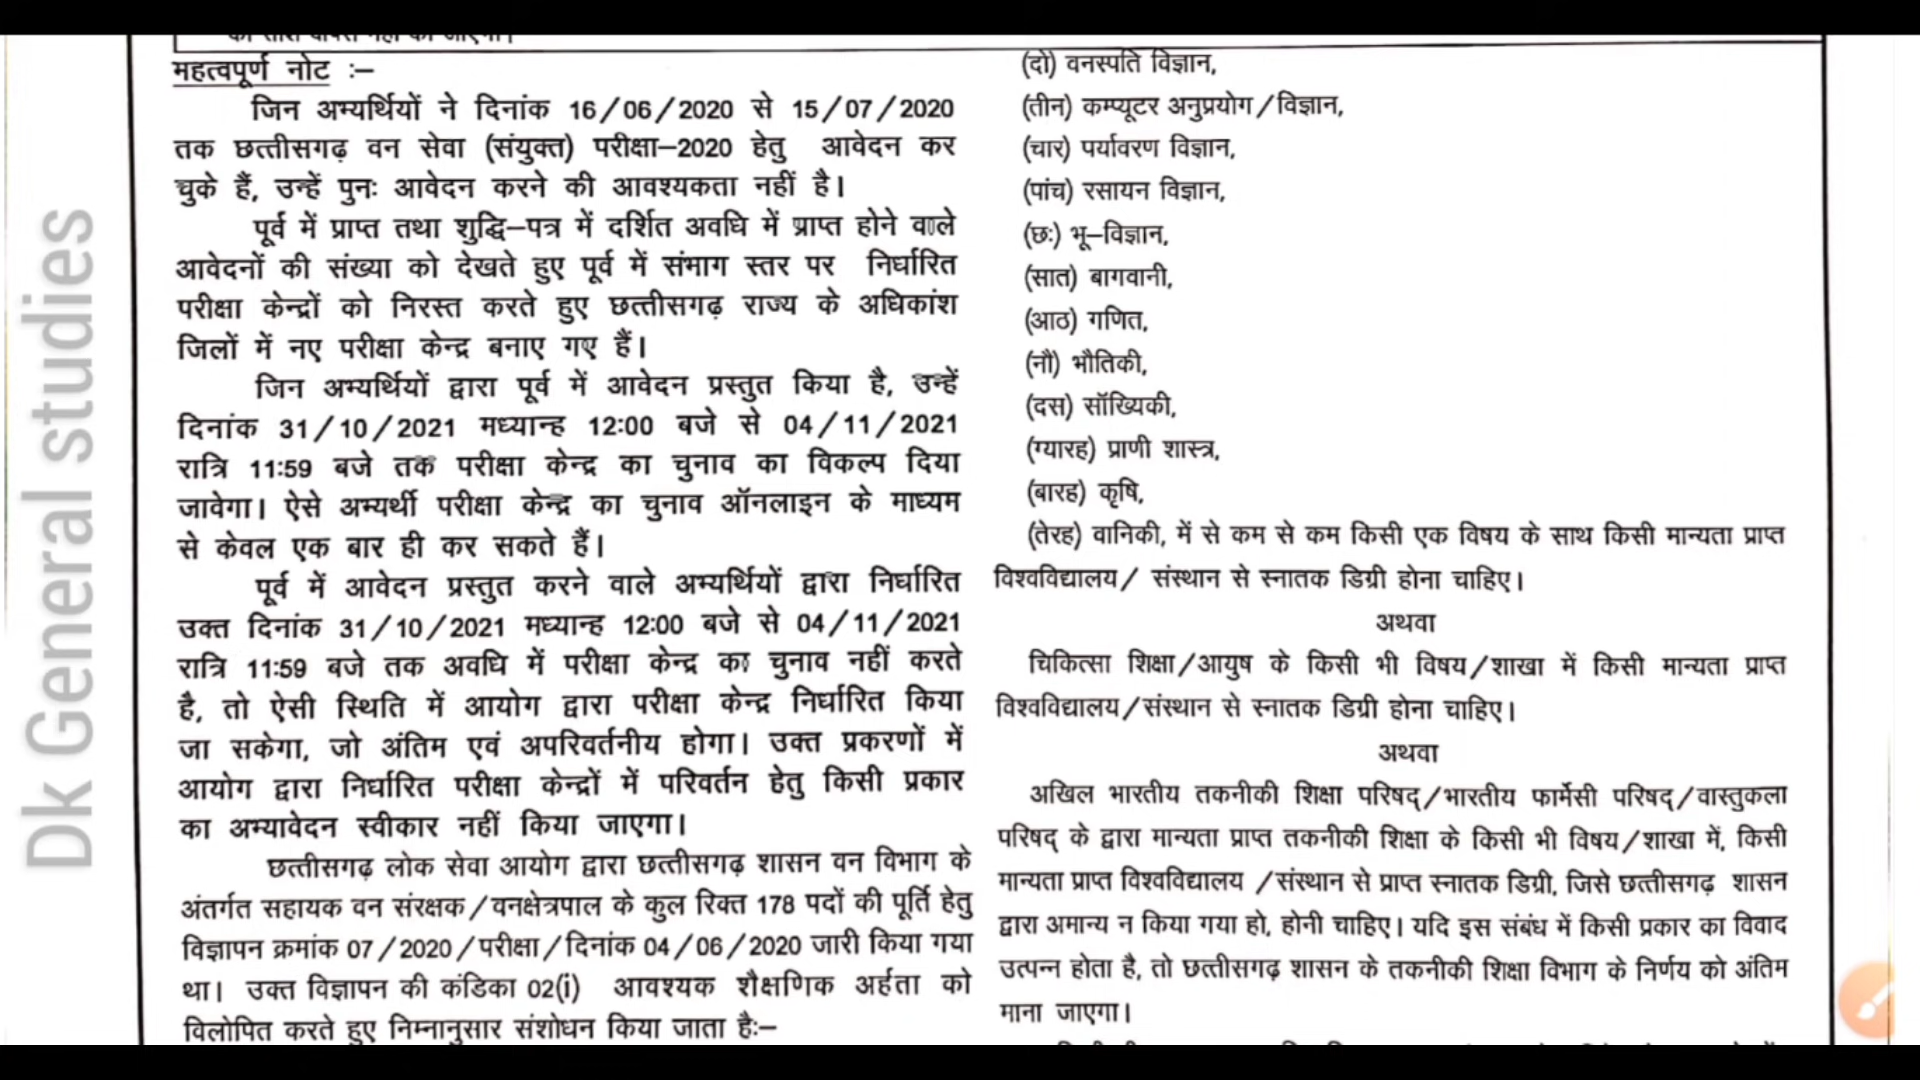 Dk General studies
महत्वपूर्ण नोट :–
जिन अभ्यर्थियों ने दिनांक 16/06/2020 से 15/07/2020
तक छत्तीसगढ़ वन सेवा (संयुक्त) परीक्षा–2020 हेतु आवेदन कर
चुके हैं, उन्हें पुनः आवेदन करने की आवश्यकता नहीं है।
पूर्व में प्राप्त तथा शुद्धि–पत्र में दर्शित अवधि में प्राप्त होने वाले
आवेदनों की संख्या को देखते हुए पूर्व में संभाग स्तर पर निर्धारित
परीक्षा केन्द्रों को निरस्त करते हुए छत्तीसगढ़ राज्य के अधिकांश
जिलों में नए परीक्षा केन्द्र बनाए गए हैं।
जिन अभ्यर्थियों द्वारा पूर्व में आवेदन प्रस्तुत किया है, उन्हें
दिनांक 31/10/2021 मध्यान्ह 12:00 बजे से 04/11/2021
रात्रि 11:59 बजे तक परीक्षा केन्द्र का चुनाव का विकल्प दिया
जावेगा। ऐसे अभ्यर्थी परीक्षा केन्द्र का चुनाव ऑनलाइन के माध्यम
से केवल एक बार ही कर सकते हैं।
पूर्व में आवेदन प्रस्तुत करने वाले अभ्यर्थियों द्वारा निर्धारित
उक्त दिनांक 31/10/2021 मध्यान्ह 12:00 बजे से 04/11/2021
रात्रि 11:59 बजे तक अवधि में परीक्षा केन्द्र का चुनाव नहीं करते
है, तो ऐसी स्थिति में आयोग द्वारा परीक्षा केन्द्र निर्धारित किया
जा सकेगा, जो अंतिम एवं अपरिवर्तनीय होगा। उक्त प्रकरणों में
आयोग द्वारा निर्धारित परीक्षा केन्द्रों में परिवर्तन हेतु किसी प्रकार
का अभ्यावेदन स्वीकार नहीं किया जाएगा।
छत्तीसगढ़ लोक सेवा आयोग द्वारा छत्तीसगढ़ शासन वन विभाग के
अंतर्गत सहायक वन संरक्षक/वनक्षेत्रपाल के कुल रिक्त 178 पदों की पूर्ति हेतु
विज्ञापन क्रमांक 07/2020/परीक्षा/दिनांक 04/06/2020 जारी किया गया
था। उक्त विज्ञापन की कंडिका 02(i) आवश्यक शैक्षणिक अर्हता को
विलोपित करते हुए निम्नानुसार संशोधन किया जाता है:–
(दो) वनस्पति विज्ञान,
(तीन) कम्प्यूटर अनुप्रयोग/विज्ञान,
(चार) पर्यावरण विज्ञान,
(पांच) रसायन विज्ञान,
(छः) भू–विज्ञान,
(सात) बागवानी,
(आठ) गणित,
(नौ) भौतिकी,
(दस) सॉख्यिकी,
(ग्यारह) प्राणी शास्त्र,
(बारह) कृषि,
(तेरह) वानिकी, में से कम से कम किसी एक विषय के साथ किसी मान्यता प्राप्त
विश्वविद्यालय/ संस्थान से स्नातक डिग्री होना चाहिए।
अथवा
चिकित्सा शिक्षा/आयुष के किसी भी विषय/शाखा में किसी मान्यता प्राप्त
विश्वविद्यालय/संस्थान से स्नातक डिग्री होना चाहिए।
अथवा
अखिल भारतीय तकनीकी शिक्षा परिषद्/भारतीय फार्मेसी परिषद्/वास्तुकला
परिषद् के द्वारा मान्यता प्राप्त तकनीकी शिक्षा के किसी भी विषय/शाखा में, किसी
मान्यता प्राप्त विश्वविद्यालय /संस्थान से प्राप्त स्नातक डिग्री, जिसे छत्तीसगढ़ शासन
द्वारा अमान्य न किया गया हो, होनी चाहिए। यदि इस संबंध में किसी प्रकार का विवाद
उत्पन्न होता है, तो छत्तीसगढ़ शासन के तकनीकी शिक्षा विभाग के निर्णय को अंतिम
माना जाएगा।